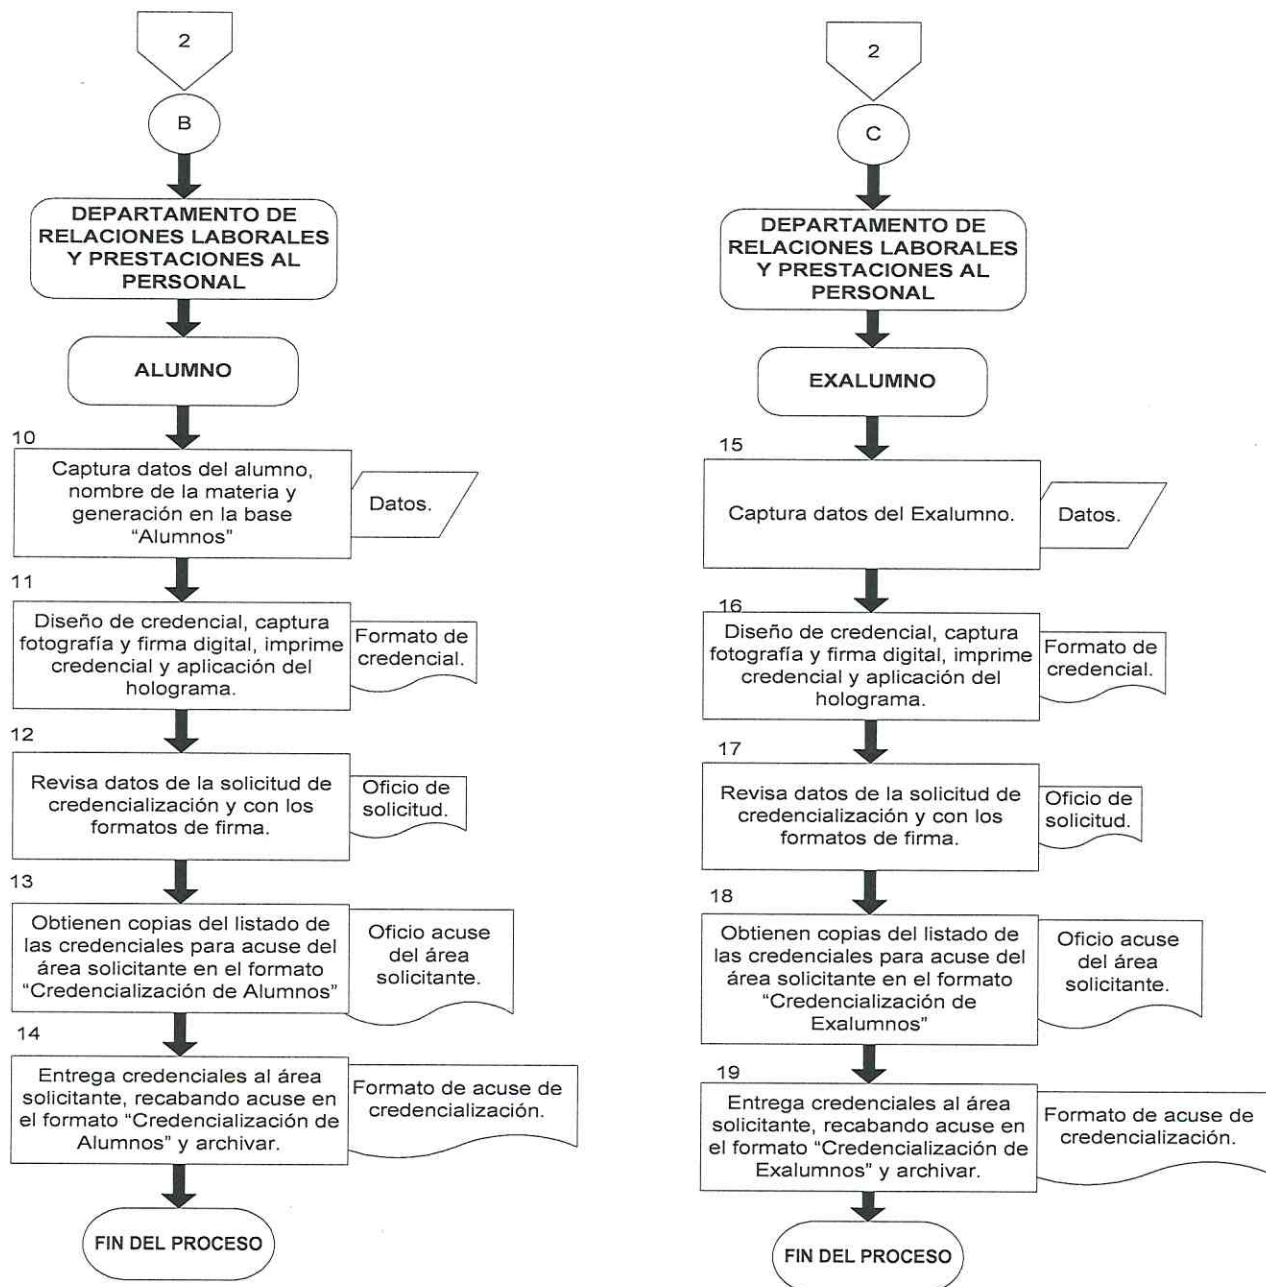 2
B
DEPARTAMENTO DE
RELACIONES LABORALES
Y PRESTACIONES AL
PERSONAL
ALUMNO
10
Captura datos del alumno,
nombre de la materia y
generación en la base
“Alumnos”
Datos.
11
Diseño de credencial, captura
fotografía y firma digital, imprime
credencial y aplicación del
holograma.
Formato de
credencial.
12
Revisa datos de la solicitud de
credencialización y con los
formatos de firma.
Oficio de
solicitud.
13
Obtienen copias del listado de
las credenciales para acuse del
área solicitante en el formato
“Credencialización de Alumnos”
Oficio acuse
del área
solicitante.
14
Entrega credenciales al área
solicitante, recabando acuse en
el formato “Credencialización de
Alumnos” y archivar.
Formato de acuse de
credencialización.
FIN DEL PROCESO
2
C
DEPARTAMENTO DE
RELACIONES LABORALES
Y PRESTACIONES AL
PERSONAL
EXALUMNO
15
Captura datos del Exalumno.
Datos.
16
Diseño de credencial, captura
fotografía y firma digital, imprime
credencial y aplicación del
holograma.
Formato de
credencial.
17
Revisa datos de la solicitud de
credencialización y con los
formatos de firma.
Oficio de
solicitud.
18
Obtienen copias del listado de
las credenciales para acuse del
área solicitante en el formato
“Credencialización de
Exalumnos”
Oficio acuse
del área
solicitante.
19
Entrega credenciales al área
solicitante, recabando acuse en
el formato “Credencialización de
Exalumnos” y archivar.
Formato de acuse de
credencialización.
FIN DEL PROCESO